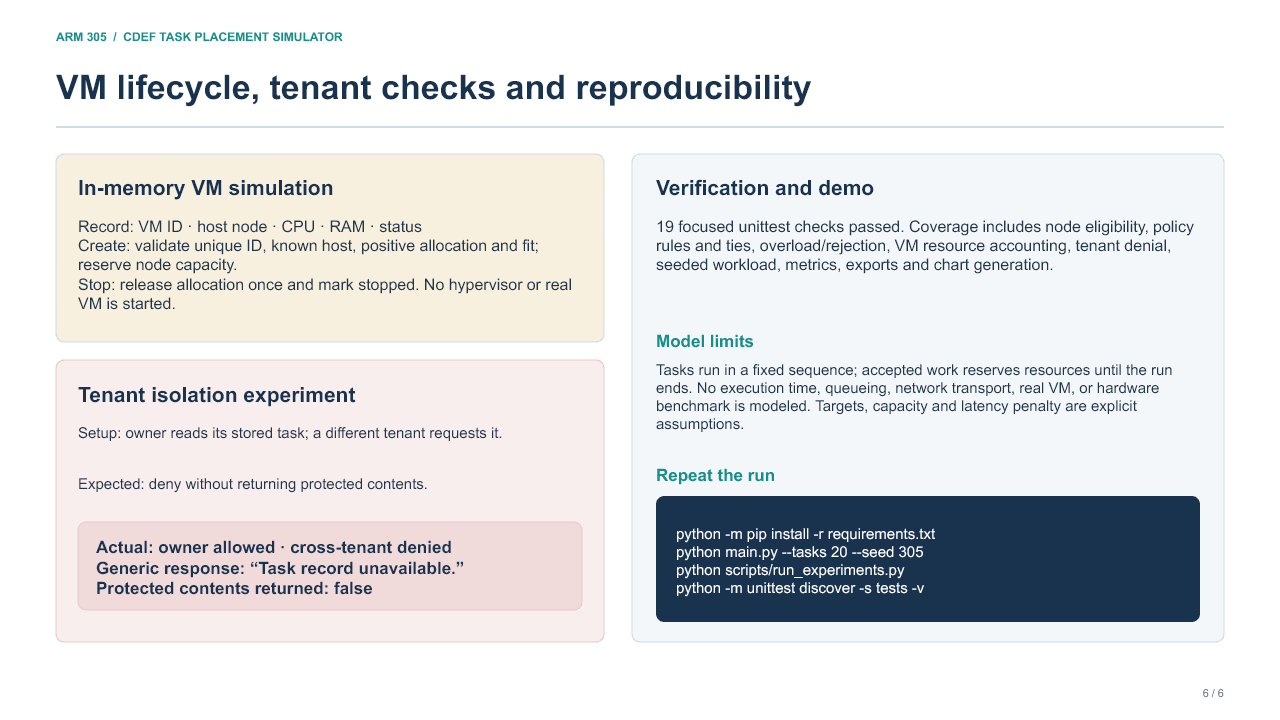 ARM 305 / CDEF TASK PLACEMENT SIMULATOR
VM lifecycle, tenant checks and reproducibility
In-memory VM simulation
Record: VM ID · host node · CPU · RAM · status
Create: validate unique ID, known host, positive allocation and fit;
reserve node capacity.
Stop: release allocation once and mark stopped. No hypervisor or real
VM is started.
Tenant isolation experiment
Setup: owner reads its stored task; a different tenant requests it.
Expected: deny without returning protected contents.
Actual: owner allowed · cross-tenant denied
Generic response: “Task record unavailable.”
Protected contents returned: false
Verification and demo
19 focused unittest checks passed. Coverage includes node eligibility, policy
rules and ties, overload/rejection, VM resource accounting, tenant denial,
seeded workload, metrics, exports and chart generation.
Model limits
Tasks run in a fixed sequence; accepted work reserves resources until the run
ends. No execution time, queueing, network transport, real VM, or hardware
benchmark is modeled. Targets, capacity and latency penalty are explicit
assumptions.
Repeat the run
python -m pip install -r requirements.txt
python main.py --tasks 20 --seed 305
python scripts/run_experiments.py
python -m unittest discover -s tests -v
6 / 6